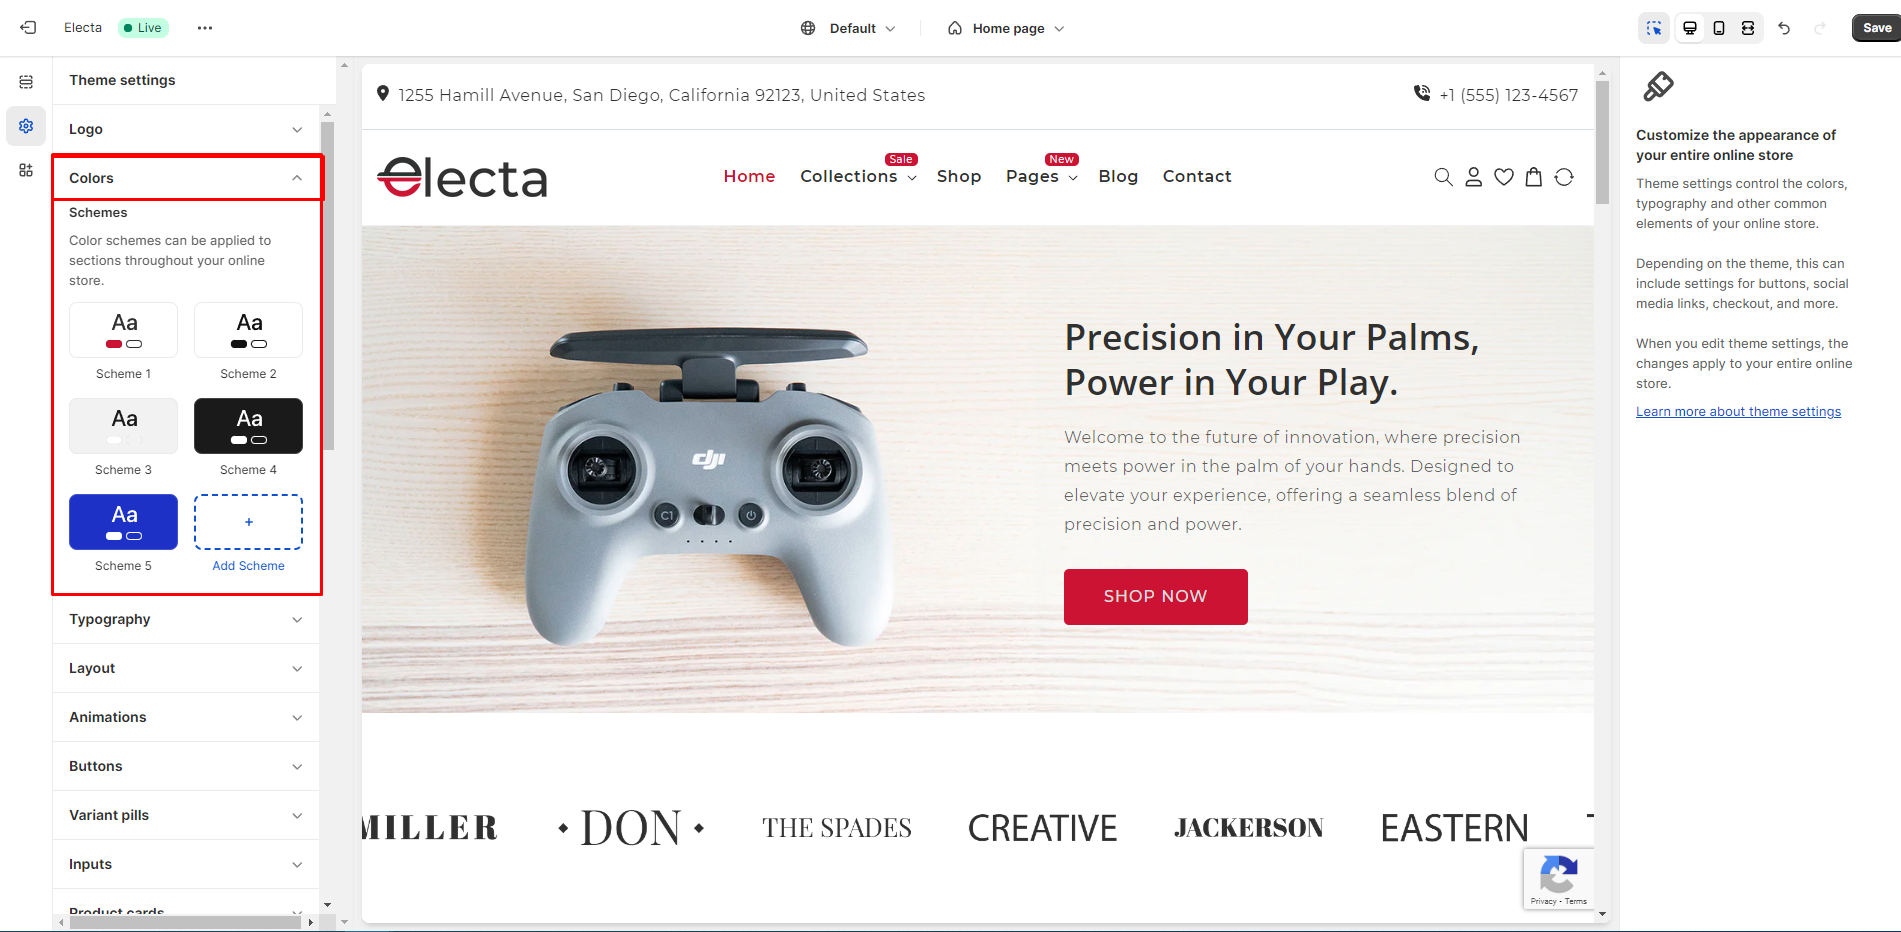 Electa
Live
Default
Home page
Save
Theme settings
Logo
Colors
Schemes
Color schemes can be applied to
sections throughout your online
store.
Aa
Aa
Scheme 1
Scheme 2
Aa
Aa
Scheme 3
Scheme 4
Aa
+
Scheme 5
Add Scheme
Typography
Layout
Animations
Buttons
Variant pills
Inputs
Product cards
1255 Hamill Avenue, San Diego, California 92123, United States
+1 (555) 123-4567
electa
Sale
New
Home
Collections
Shop
Pages
Blog
Contact
dji
C1
Precision in Your Palms,
Power in Your Play.
Welcome to the future of innovation, where precision
meets power in the palm of your hands. Designed to
elevate your experience, offering a seamless blend of
precision and power.
SHOP NOW
MILLER
DON
THE SPADES
CREATIVE
JACKERSON
EASTERN
Privacy - Terms
Customize the appearance of
your entire online store
Theme settings control the colors,
typography and other common
elements of your online store.
Depending on the theme, this can
include settings for buttons, social
media links, checkout, and more.
When you edit theme settings, the
changes apply to your entire online
store.
Learn more about theme settings